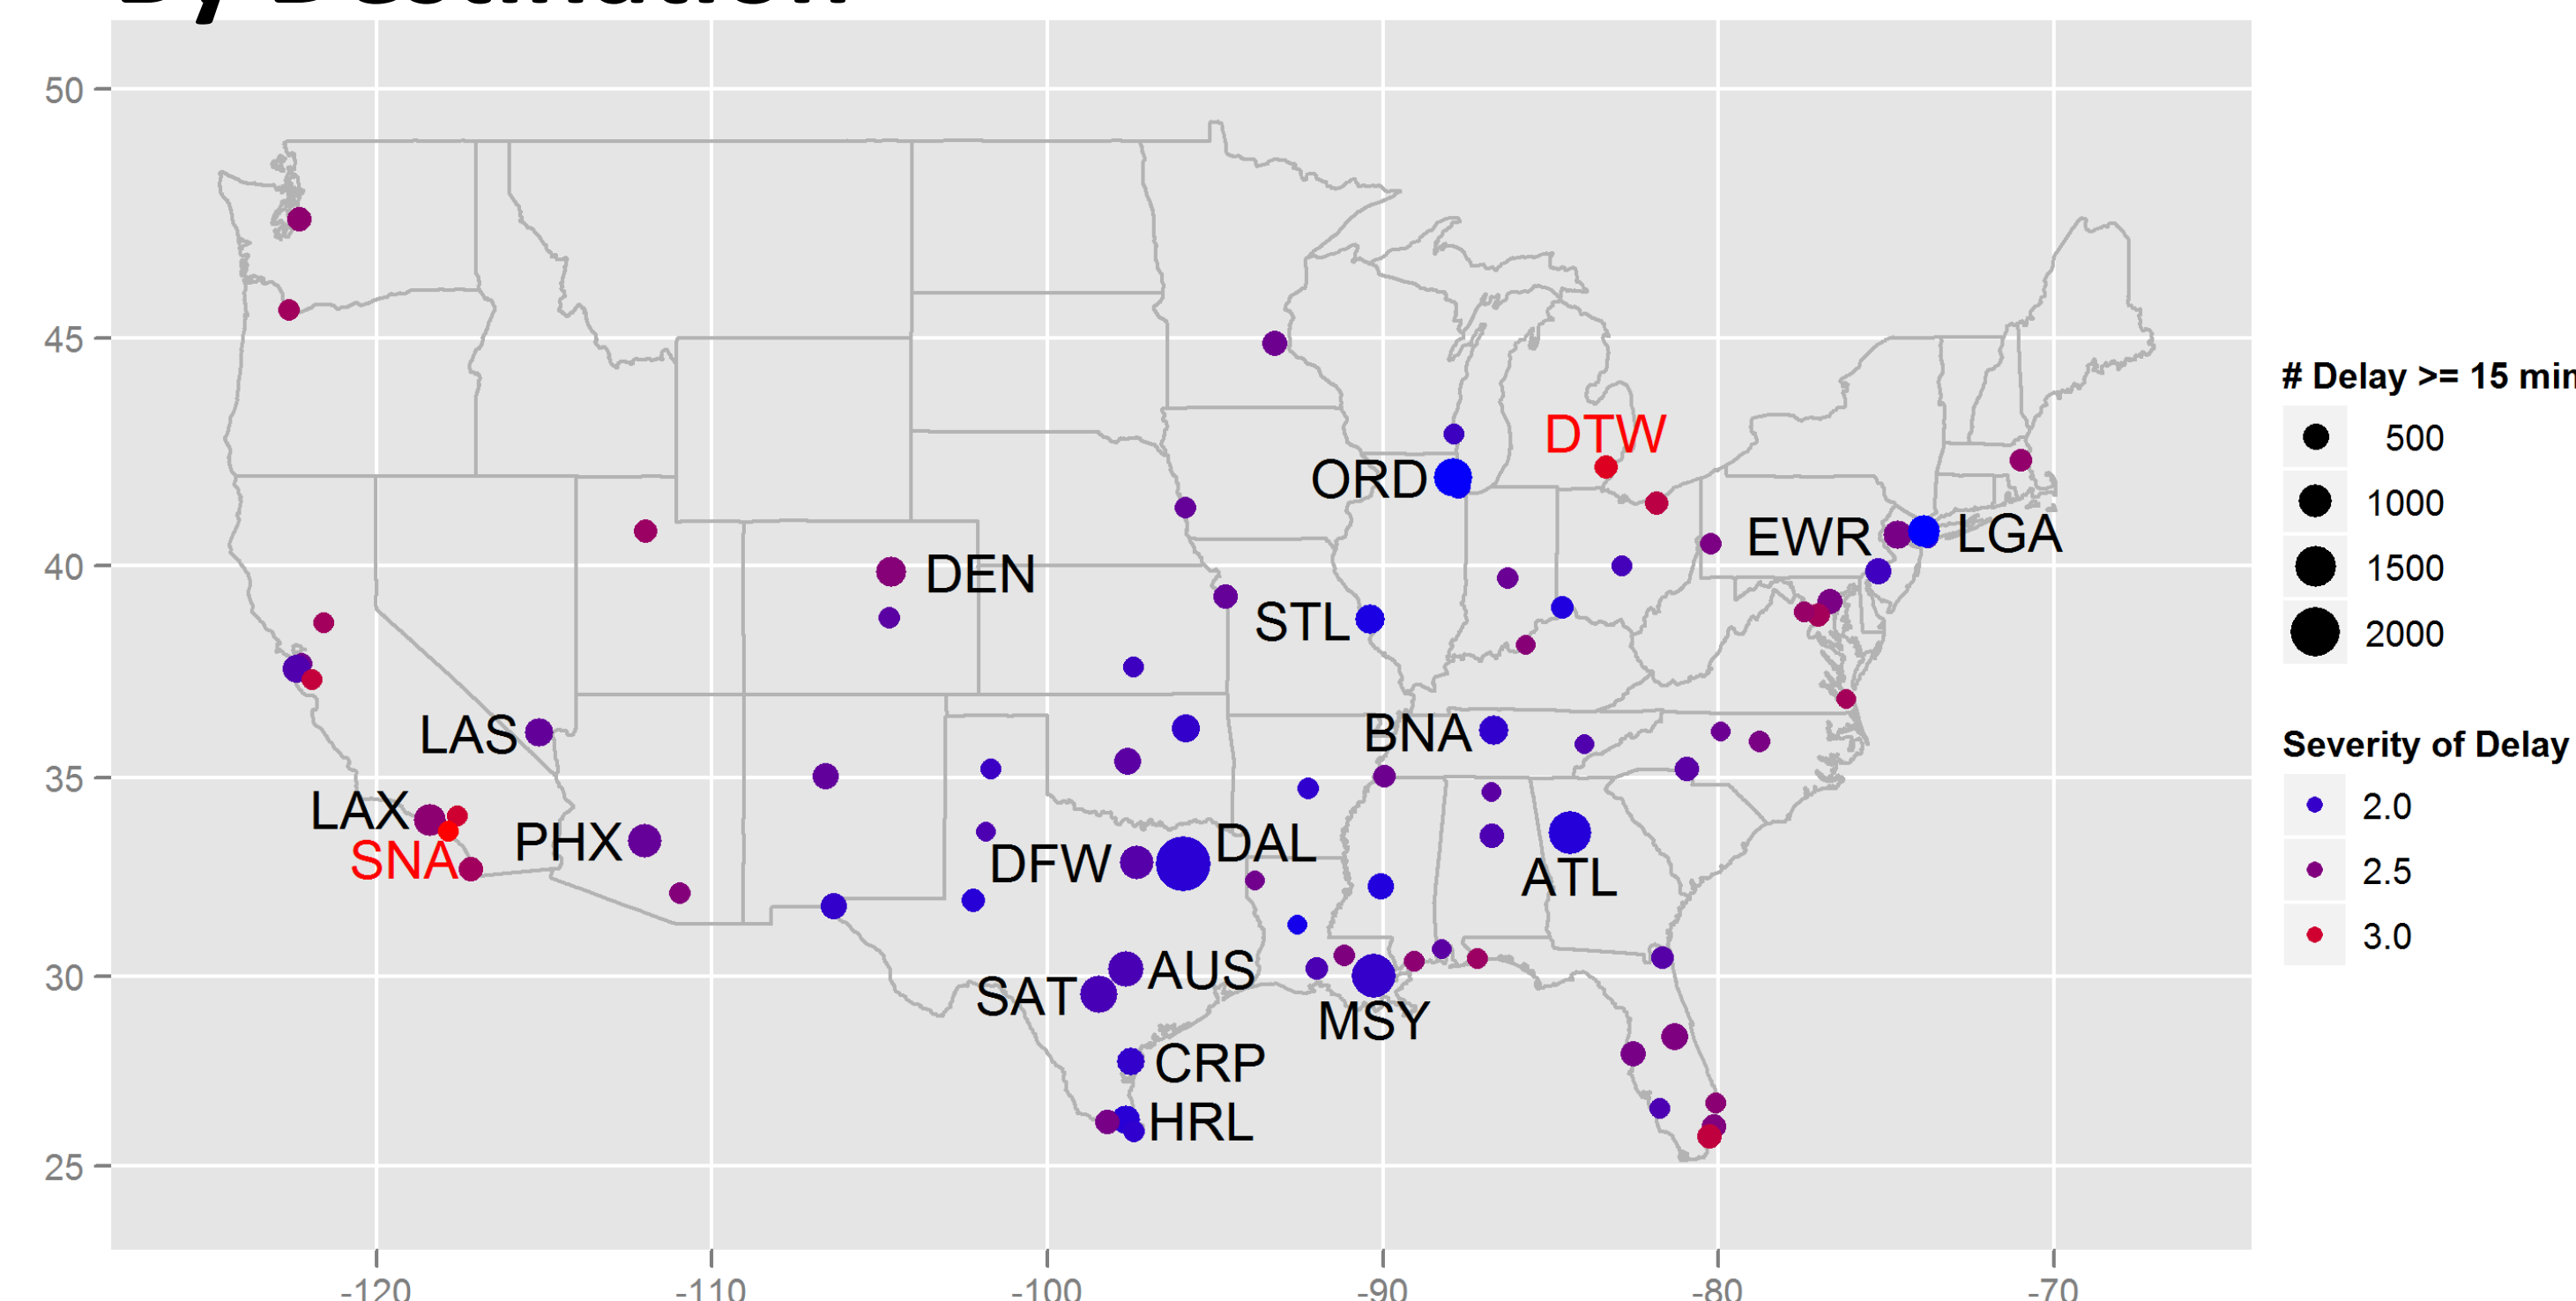 By Destination
50
45
40
35
30
25
-120
-110
-100
-90
-80
-70
DTW
ORD
EWR
LGA
DEN
STL
LAS
BNA
LAX
SNA
PHX
DFW
DAL
ATL
AUS
SAT
MSY
CRP
HRL
# Delay >= 15 min
500
1000
1500
2000
Severity of Delay
2.0
2.5
3.0